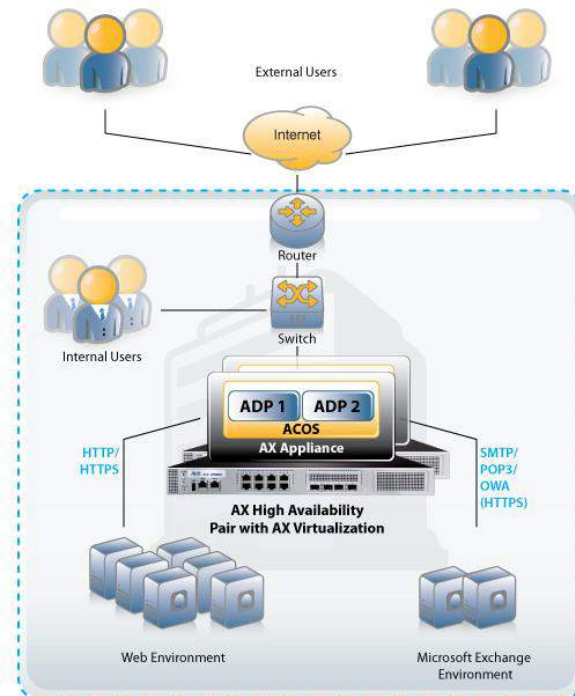 External Users
Internet
Router
Switch
Internal Users
ADP 1
ADP 2
ACOS
AX Appliance
HTTP/
HTTPS
SMTP/
POP3/
OWA
(HTTPS)
AX High Availability
Pair with AX Virtualization
Web Environment
Microsoft Exchange
Environment